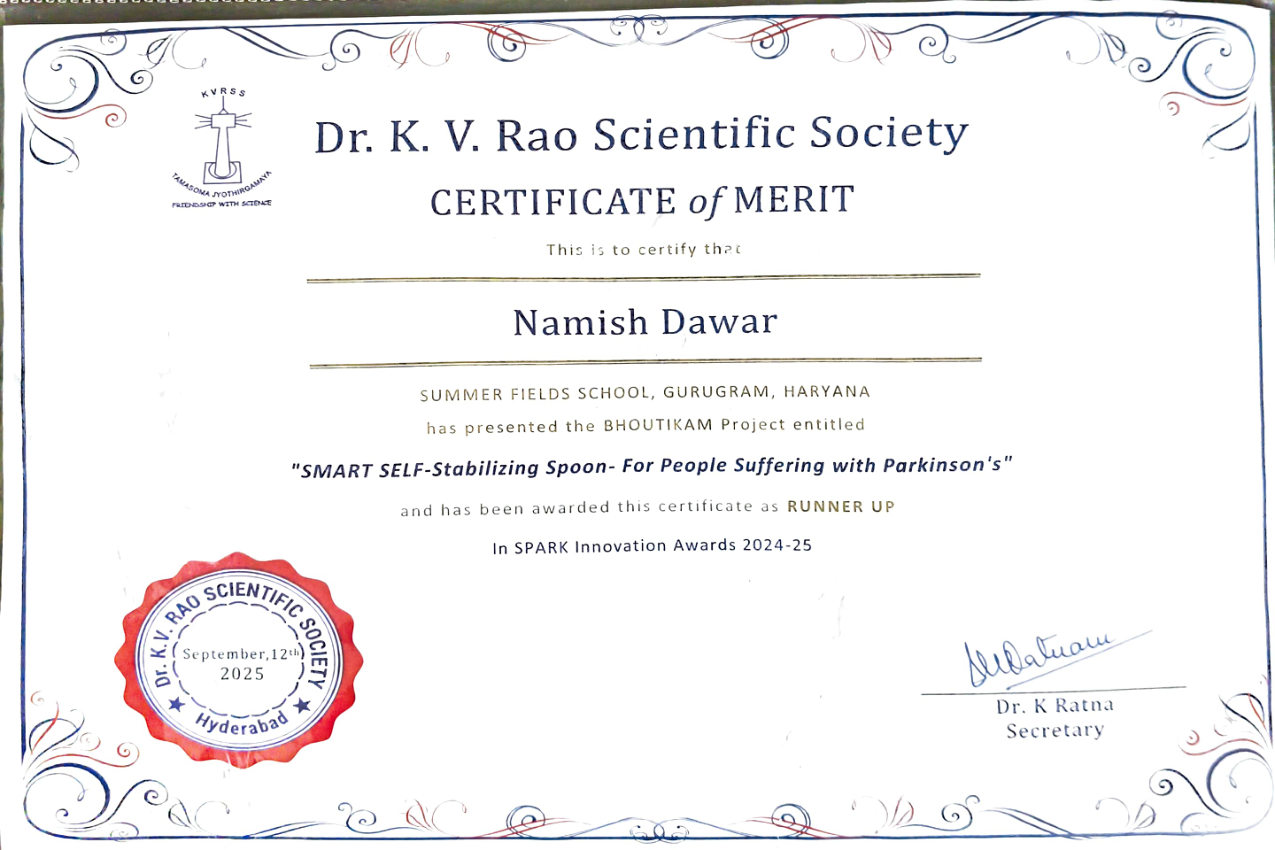 KVRSS
TAMASOMA JYOTHIRGAMAYA
FRIENDSHIP WITH SCIENCE
Dr. K. V. Rao Scientific Society
CERTIFICATE of MERIT
This is to certify that
Namish Dawar
SUMMER FIELDS SCHOOL, GURUGRAM, HARYANA
has presented the BHOUTIKAM Project entitled
"SMART SELF-Stabilizing Spoon- For People Suffering with Parkinson's"
and has been awarded this certificate as RUNNER UP
In SPARK Innovation Awards 2024-25
Dr. K.V. RAO SCIENTIFIC SOCIETY
September,12th
2025
Hyderabad
Dr. K Ratna
Secretary